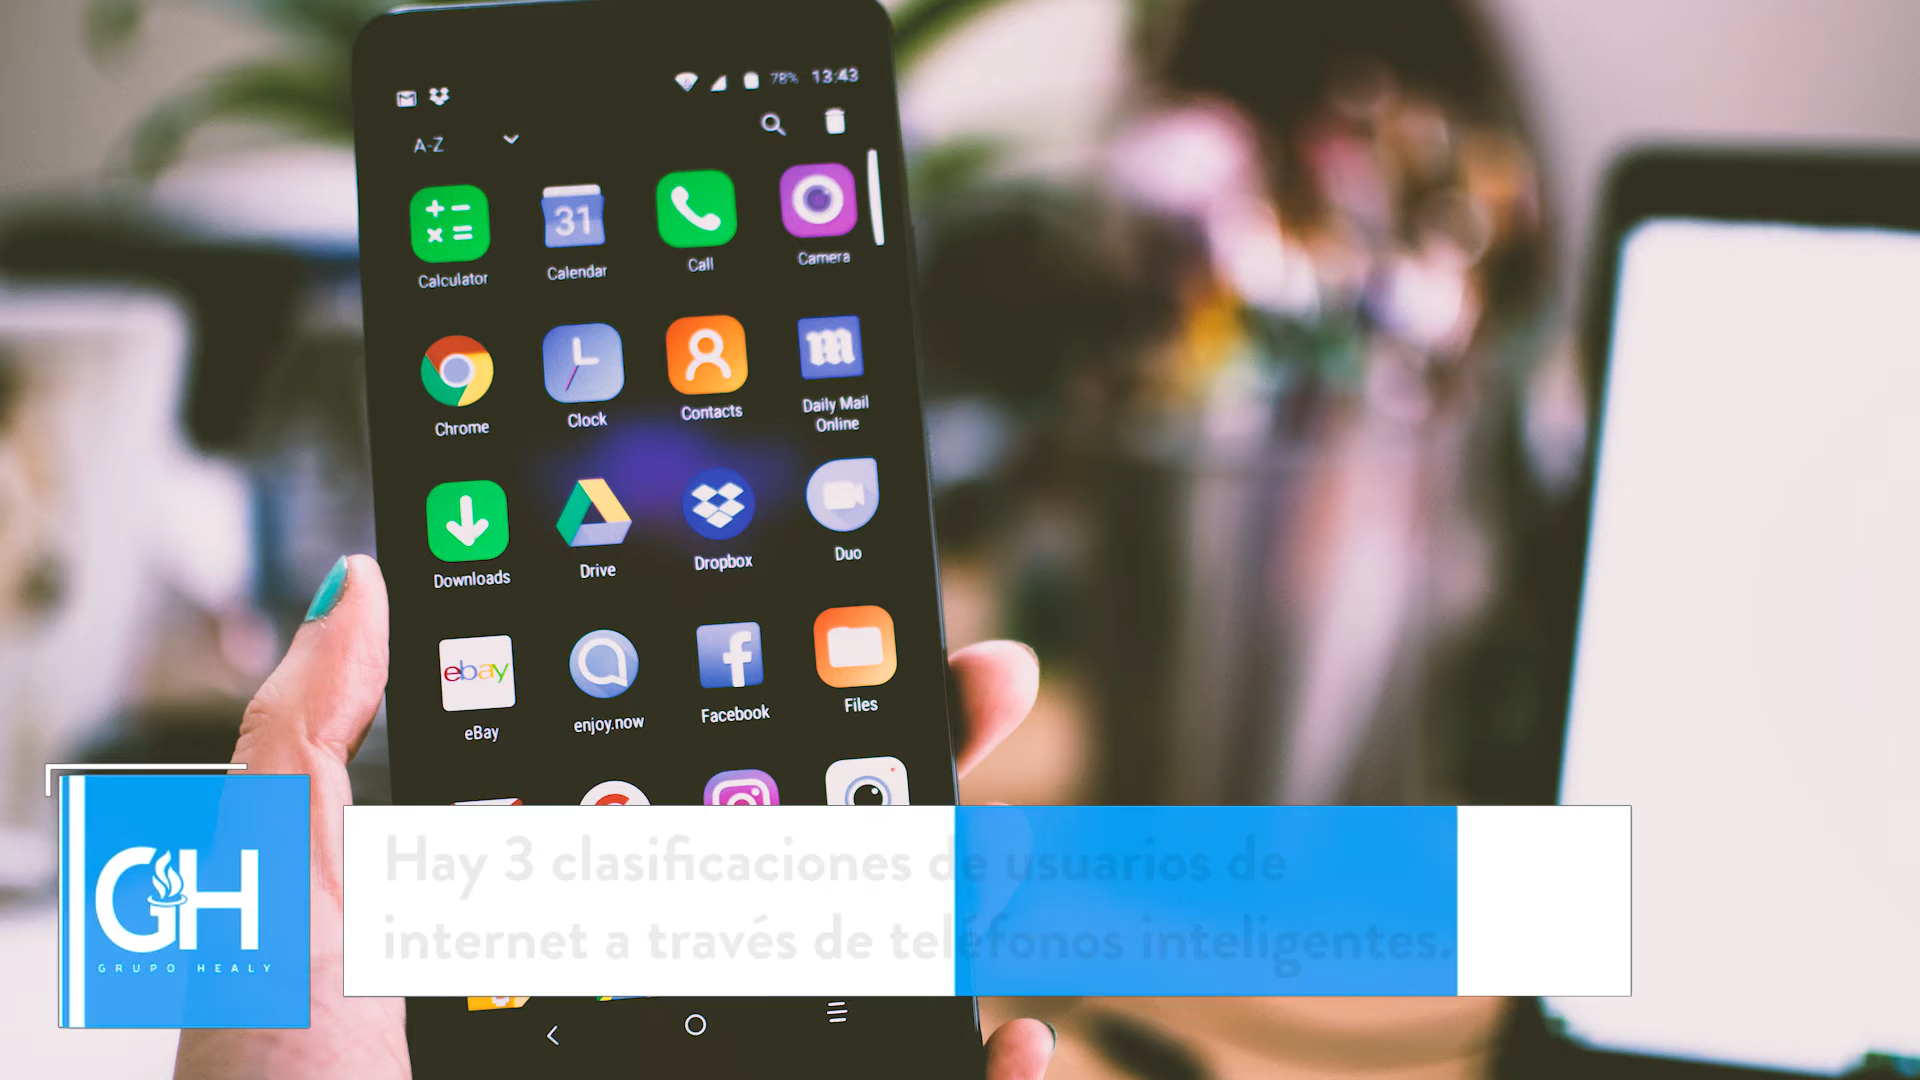 78% 13:43
A-Z
31
Calculator Calendar Call Camera
m
Chrome Clock Contacts Daily Mail
Online
Downloads Drive Dropbox Duo
ebay f
eBay enjoy.now Facebook Files
Hay 3 clasificaciones de usuarios de
internet a través de teléfonos inteligentes.
GH
GRUPO HEALY